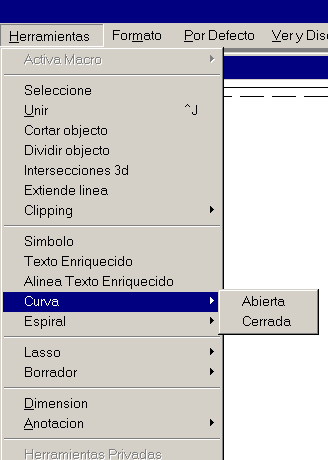 Herramientas Formato Por Defecto Ver y Dis
Activa Macro
Seleccione
Unir ^J
Cortar objecto
Dividir objecto
Intersecciones 3d
Extiende linea
Clipping
Simbolo
Texto Enriquecido
Alinea Texto Enriquecido
Curva Abierta
Espiral Cerrada
Lasso
Borrador
Dimension
Anotacion
Herramientas Privadas